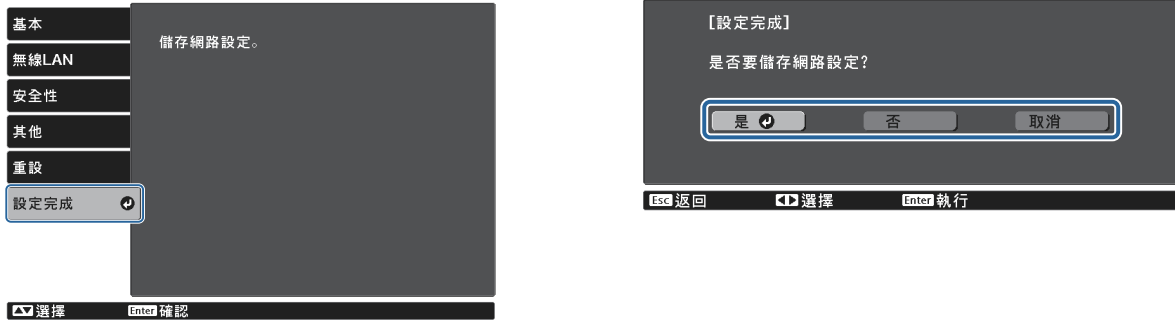 基本
無線LAN
安全性
其他
重設
設定完成
儲存網路設定。
選擇 Enter 確認
[設定完成]
是否要儲存網路設定?
是 否 取消
Esc 返回 選擇 Enter 執行